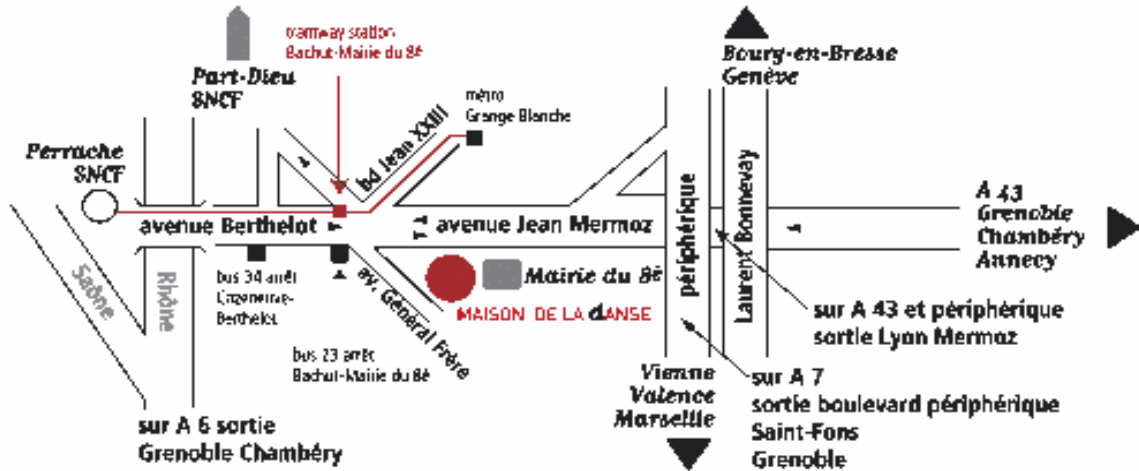 tramway station
Bachut-Mairie du 8è
Part-Dieu
SNCF
Bourg-en-Bresse
Genève
métro
Grange Blanche
bd Jean XXIII
Perrache
SNCF
avenue Berthelot
avenue Jean Mermoz
périphérique
Laurent Bonnevay
A 43
Grenoble
Chambéry
Annecy
Saône
Rhône
bus 34 arrêt
Berthelot
av. Général Frère
Mairie du 8è
MAISON DE LA dANSE
bus 23 arrêt
Bachut-Mairie du 8è
sur A 43 et périphérique
sortie Lyon Mermoz
Vienne
Valence
Marseille
sur A 7
sortie boulevard périphérique
Saint-Fons
Grenoble
sur A 6 sortie
Grenoble Chambéry